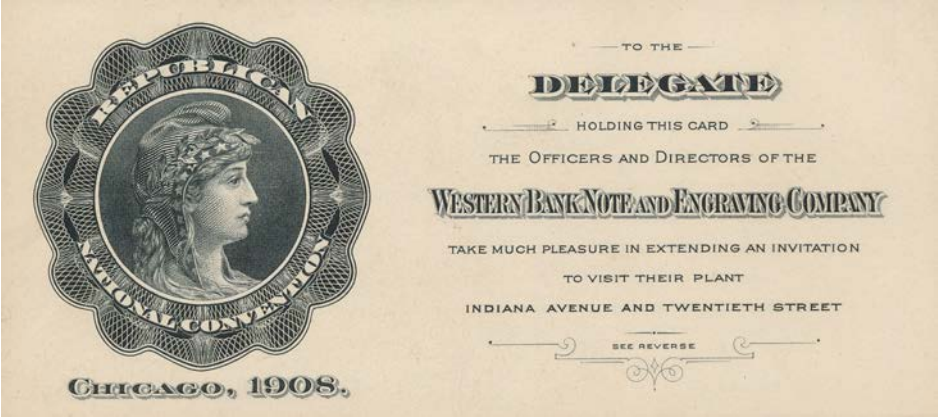 REPUBLICAN
NATIONAL CONVENTION
CHICAGO, 1908.
TO THE
DELEGATE
HOLDING THIS CARD
THE OFFICERS AND DIRECTORS OF THE
WESTERN BANK NOTE AND ENGRAVING COMPANY
TAKE MUCH PLEASURE IN EXTENDING AN INVITATION
TO VISIT THEIR PLANT
INDIANA AVENUE AND TWENTIETH STREET
SEE REVERSE